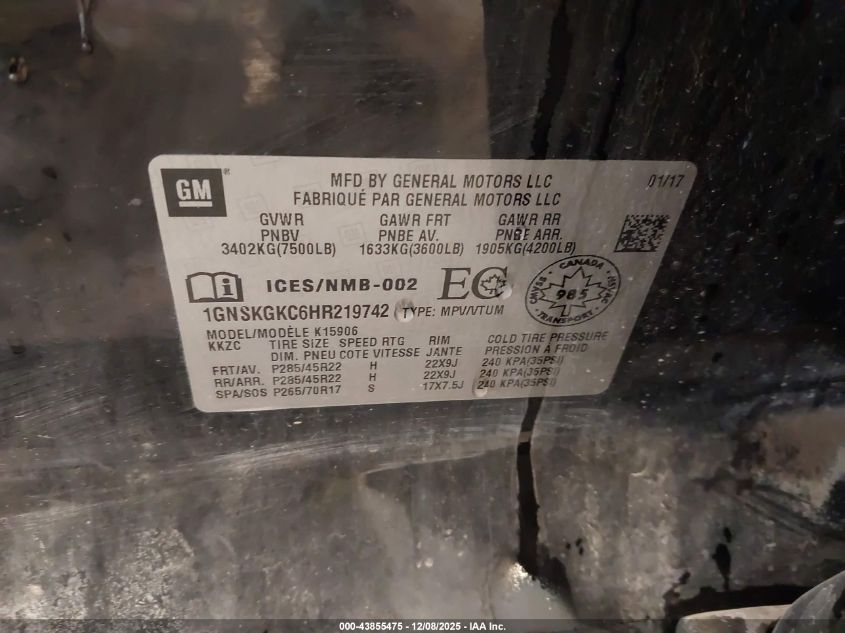 GM
MFD BY GENERAL MOTORS LLC 01/17
FABRIQUÉ PAR GENERAL MOTORS LLC
GVWR GAWR FRT GAWR RR
PNBV PNBE AV. PNBE ARR.
3402KG(7500LB) 1633KG(3600LB) 1905KG(4200LB)
ICES/NMB-002 EC
CANADA
CMVSS 985 NSVAC
TRANSPORT
1GNSKGKC6HR219742 TYPE: MPV/VTUM
MODEL/MODÈLE K15906
KKZC TIRE SIZE SPEED RTG RIM COLD TIRE PRESSURE
DIM. PNEU COTE VITESSE JANTE PRESSION À FROID
FRT/AV. P285/45R22 H 22X9J 240 KPA(35PSI)
RR/ARR. P285/45R22 H 22X9J 240 KPA(35PSI)
SPA/SOS P265/70R17 S 17X7.5J 240 KPA(35PSI)
000-43855475 — 12/08/2025 — IAA Inc.